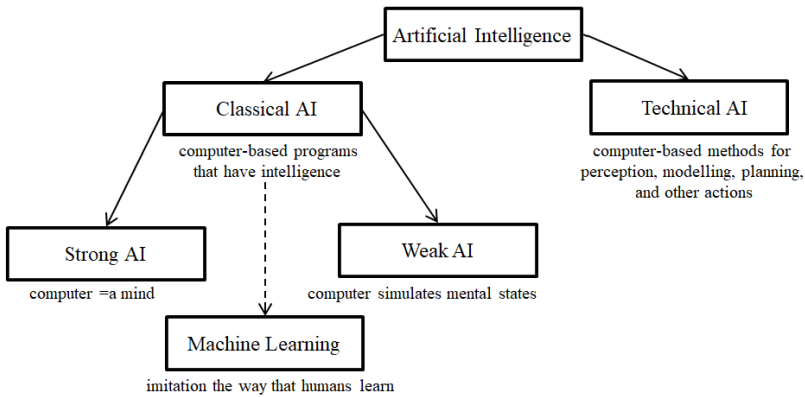 Artificial Intelligence
Classical AI
computer-based programs
that have intelligence
Technical AI
computer-based methods for
perception, modelling, planning,
and other actions
Strong AI
computer =a mind
Weak AI
computer simulates mental states
Machine Learning
imitation the way that humans learn